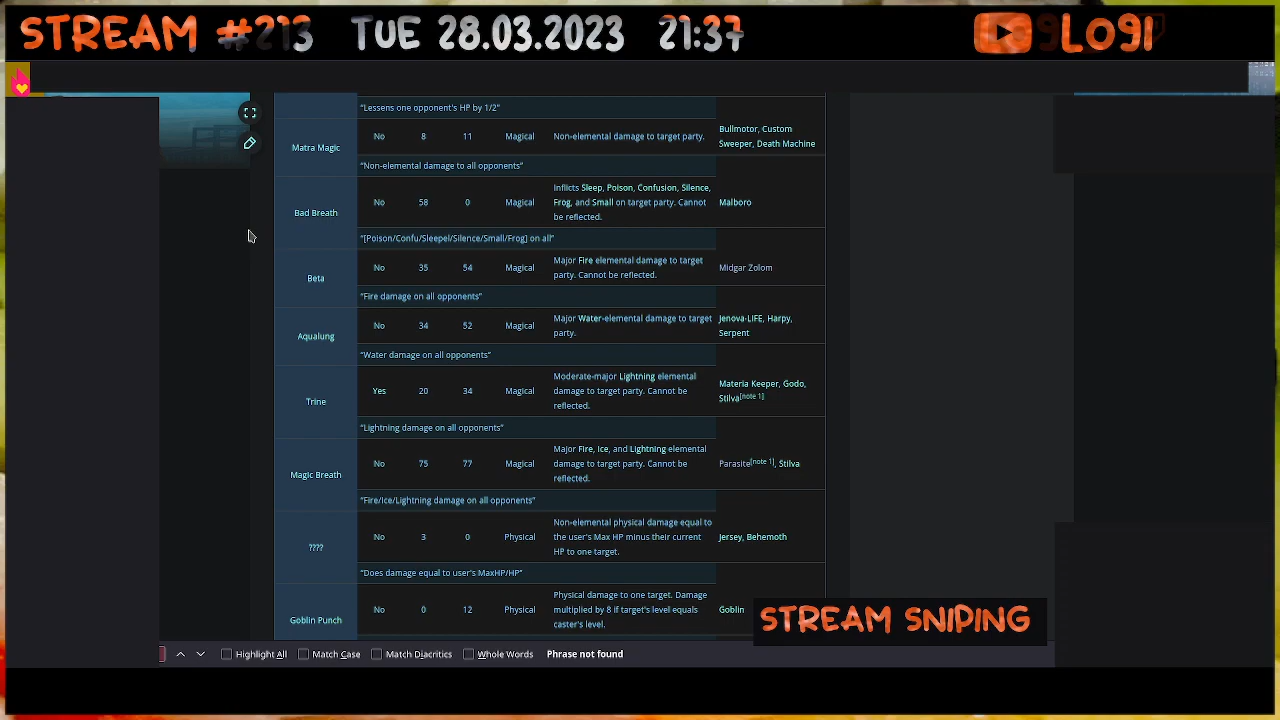 STREAM #213 TUE 28.03.2023 21:37 LO9I
"Lessens one opponent's HP by 1/2"
Matra Magic No 8 11 Magical Non-elemental damage to target party. Bullmotor, Custom
Sweeper, Death Machine
"Non-elemental damage to all opponents"
Bad Breath No 58 0 Magical Inflicts Sleep, Poison, Confusion, Silence,
Frog, and Small on target party. Cannot
be reflected. Malboro
"[Poison/Confu/Sleepel/Silence/Small/Frog] on all"
Beta No 35 54 Magical Major Fire elemental damage to target
party. Cannot be reflected. Midgar Zolom
"Fire damage on all opponents"
Aqualung No 34 52 Magical Major Water-elemental damage to target
party. Jenova∙LIFE, Harpy,
Serpent
"Water damage on all opponents"
Trine Yes 20 34 Magical Moderate-major Lightning elemental
damage to target party. Cannot be
reflected. Materia Keeper, Godo,
Stilva[note 1]
"Lightning damage on all opponents"
Magic Breath No 75 77 Magical Major Fire, Ice, and Lightning elemental
damage to target party. Cannot be
reflected. Parasite[note 1], Stilva
"Fire/Ice/Lightning damage on all opponents"
???? No 3 0 Physical Non-elemental physical damage equal to
the user's Max HP minus their current
HP to one target. Jersey, Behemoth
"Does damage equal to user's MaxHP/HP"
Goblin Punch No 0 12 Physical Physical damage to one target. Damage
multiplied by 8 if target's level equals
caster's level. Goblin
STREAM SNIPING
Highlight All Match Case Match Diacritics Whole Words Phrase not found